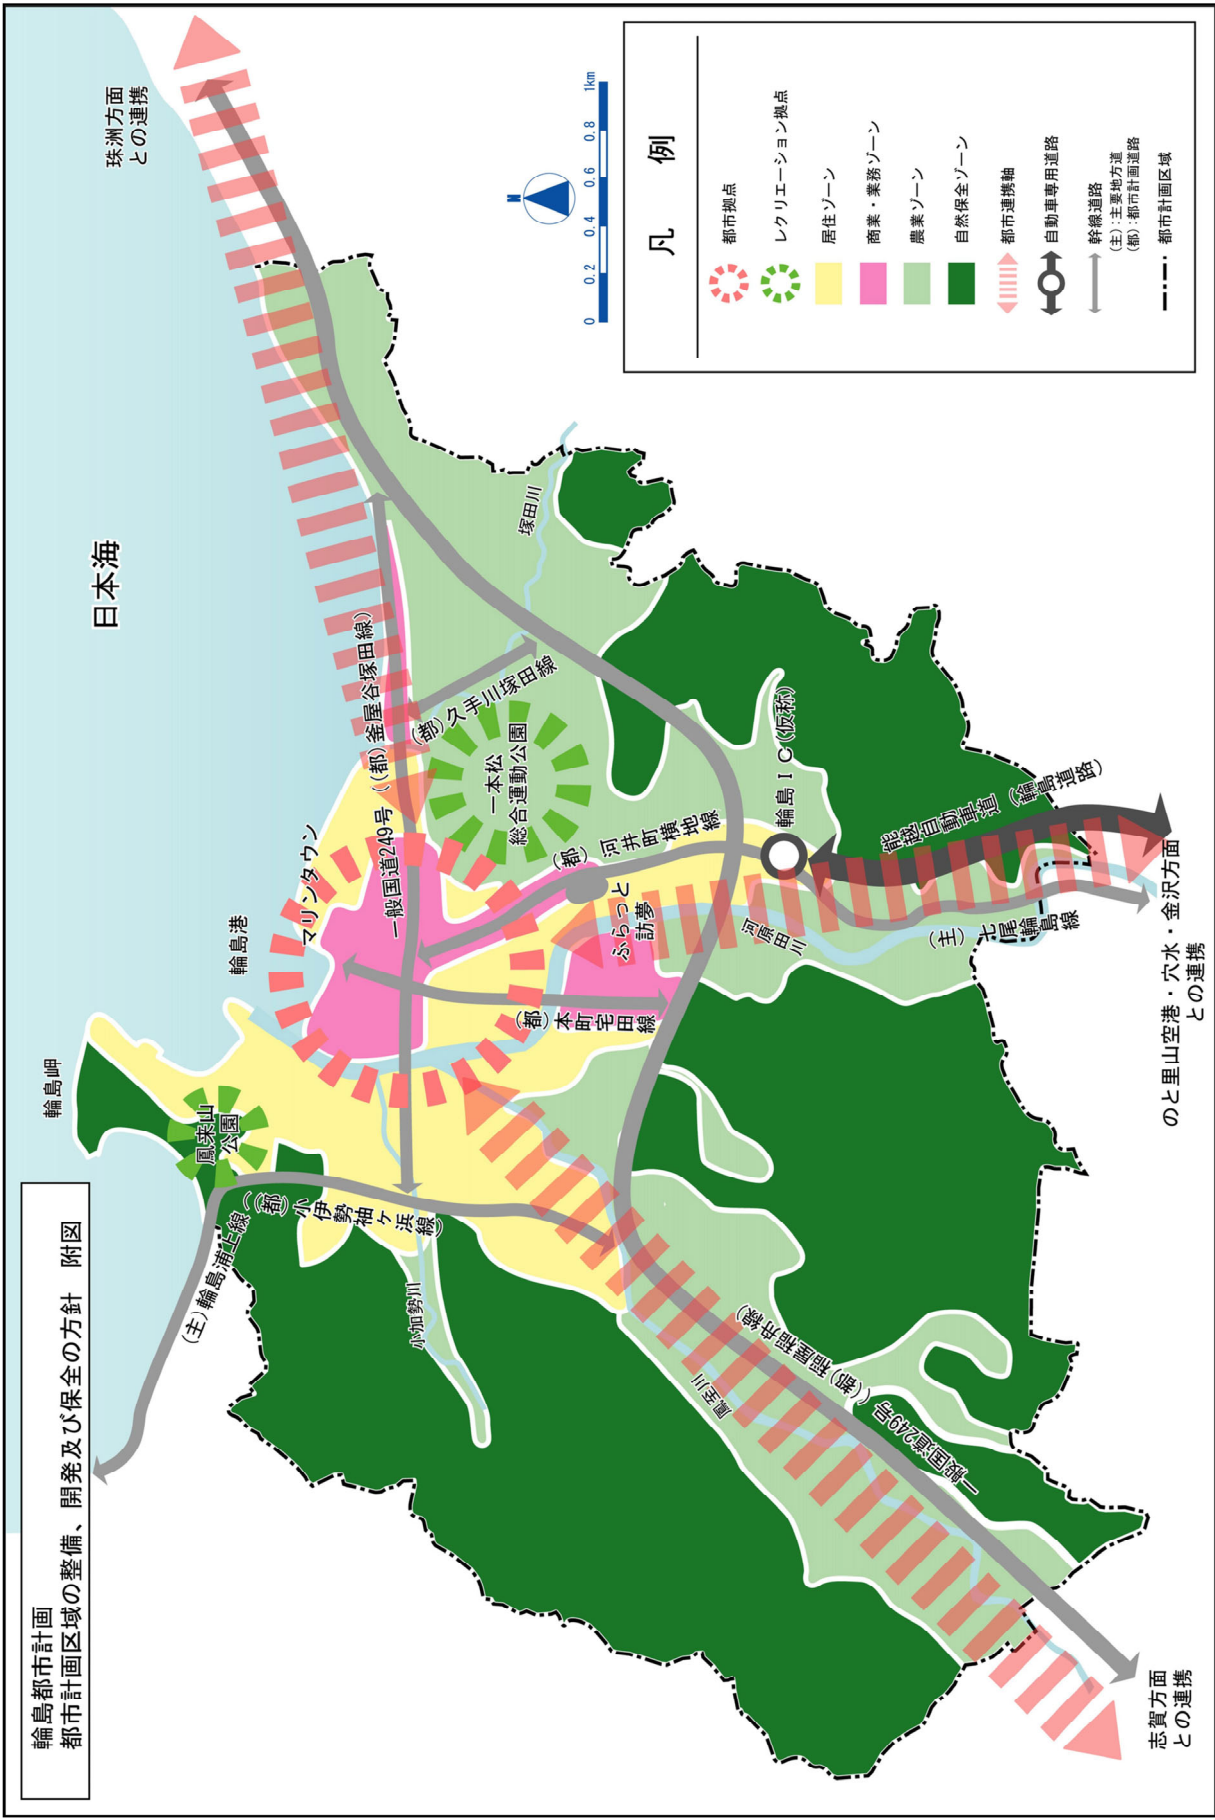 輪島都市計画
都市計画区域の整備、開発及び保全の方針　附図
日本海
珠洲方面
との連携
N
0 0.2 0.4 0.6 0.8 1km
輪島岬
輪島港
鳳来山
公園
マリンタウン
(主)輪島浦上線((都)小伊勢袖ケ浜線)
小加勢川
一般国道249号((都)釜屋谷塚田線)
(都)久手川塚田線
塚田川
一本松
総合運動公園
(都)河井町横地線
(都)本町宅田線
ふらっと
訪夢
河原田川
輪島IC(仮称)
能越自動車道(輪島道路)
(主)七尾輪島線
鳳至川
一般国道249号((都)稲屋稲舟線)
志賀方面
との連携
のと里山空港・穴水・金沢方面
との連携
凡　例
都市拠点
レクリエーション拠点
居住ゾーン
商業・業務ゾーン
農業ゾーン
自然保全ゾーン
都市連携軸
自動車専用道路
幹線道路
(主):主要地方道
(都):都市計画道路
都市計画区域